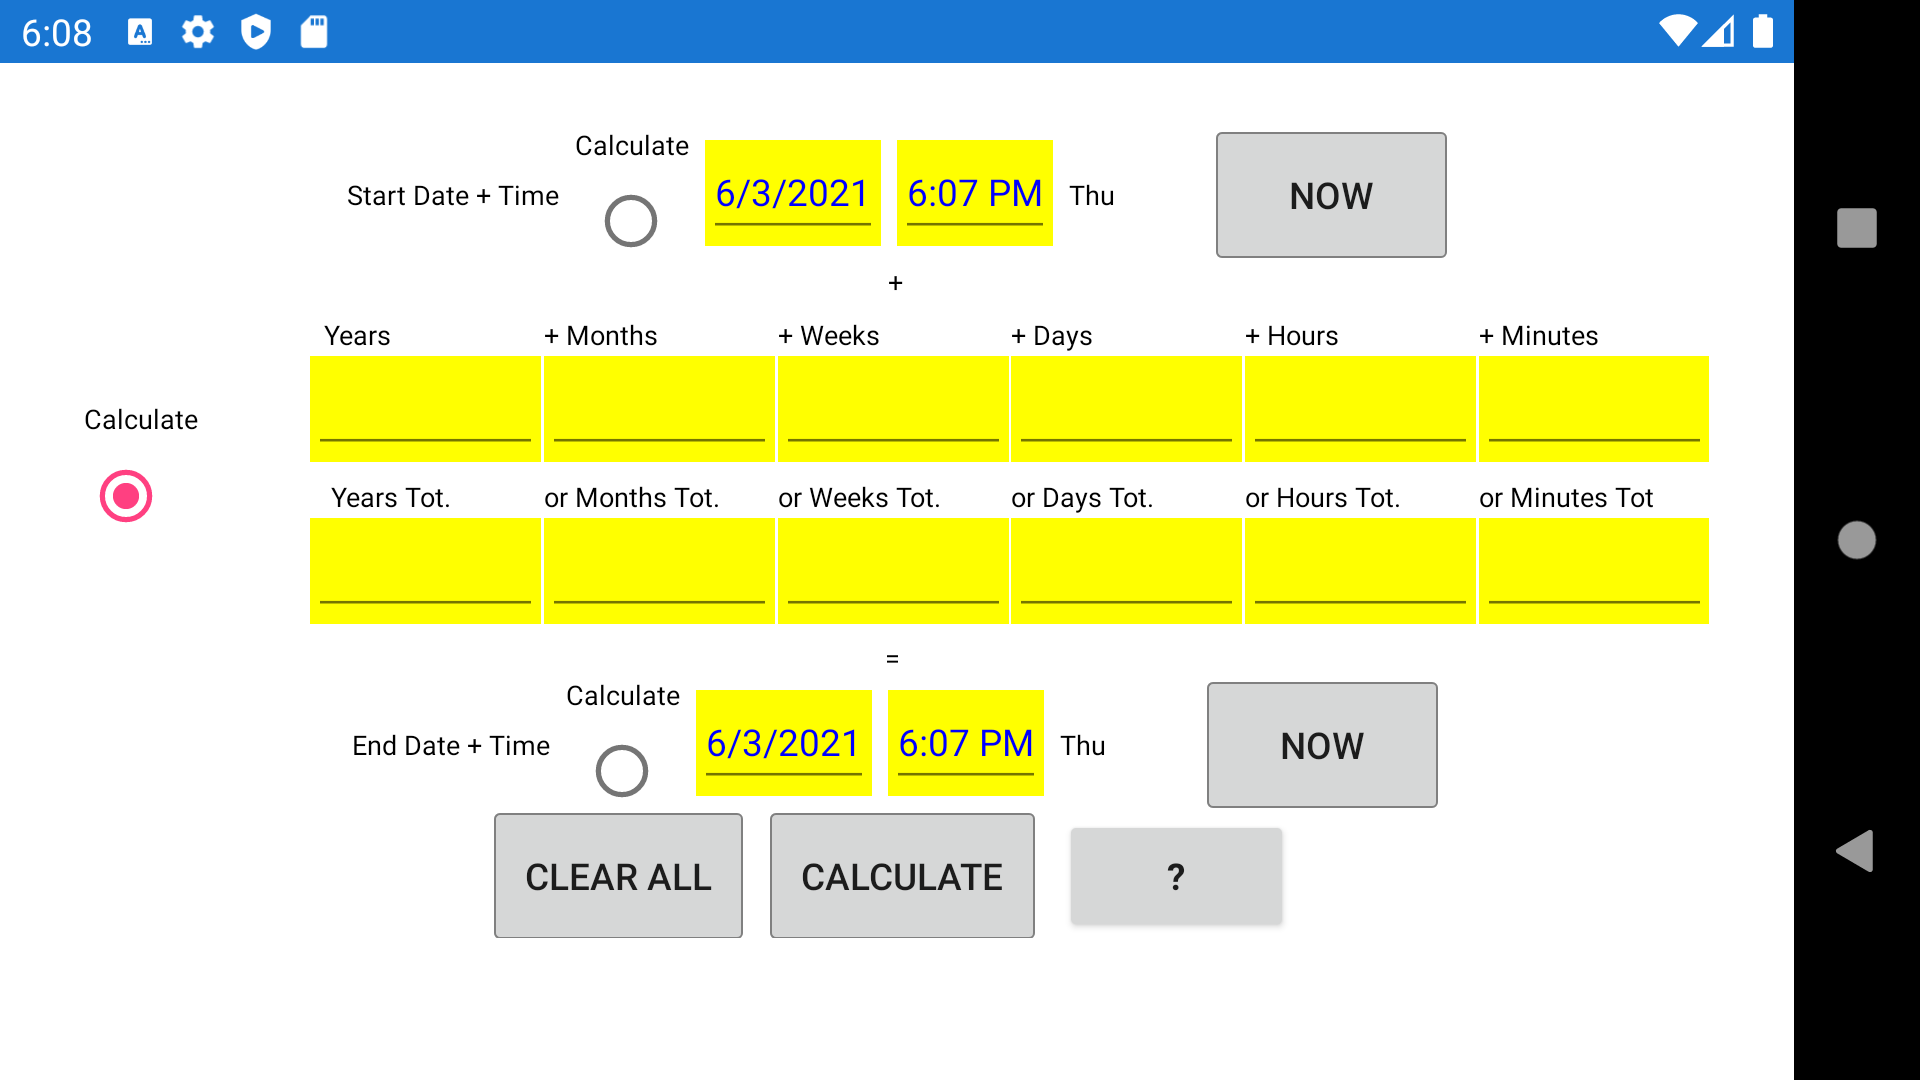 6:08
Calculate
Start Date + Time
6/3/2021
6:07 PM
Thu
NOW
+
Years
+ Months
+ Weeks
+ Days
+ Hours
+ Minutes
Calculate
Years Tot.
or Months Tot.
or Weeks Tot.
or Days Tot.
or Hours Tot.
or Minutes Tot
=
Calculate
End Date + Time
6/3/2021
6:07 PM
Thu
NOW
CLEAR ALL
CALCULATE
?